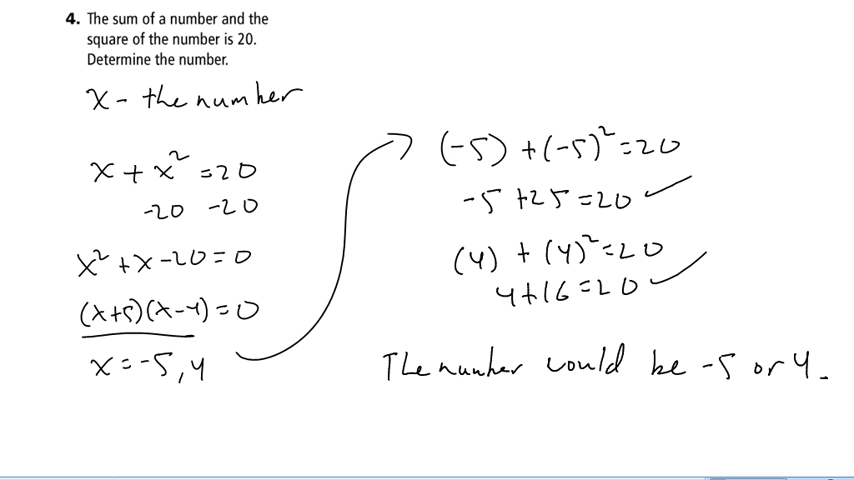 4. The sum of a number and the
square of the number is 20.
Determine the number.
x - the number
x + x² = 20
-20 -20
x² + x - 20 = 0
(x+5)(x-4) = 0
x = -5, 4
(-5) + (-5)² = 20
-5 + 25 = 20 ✓
(4) + (4)² = 20
4 + 16 = 20 ✓
The number could be -5 or 4.